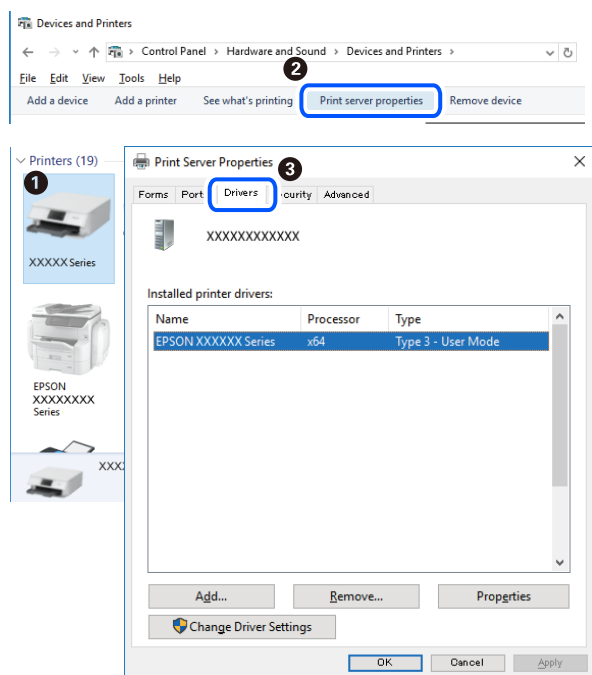 Devices and Printers
Control Panel > Hardware and Sound > Devices and Printers >
2
File Edit View Tools Help
Add a device Add a printer See what's printing Print server properties Remove device
Printers (19)
1
XXXXX Series
EPSON
XXXXXXXX
Series
XXX
Print Server Properties
3
Forms Port Drivers curity Advanced
XXXXXXXXXXXX
Installed printer drivers:
Name Processor Type
EPSON XXXXXX Series x64 Type 3 - User Mode
Add... Remove... Properties
Change Driver Settings
OK Cancel Apply